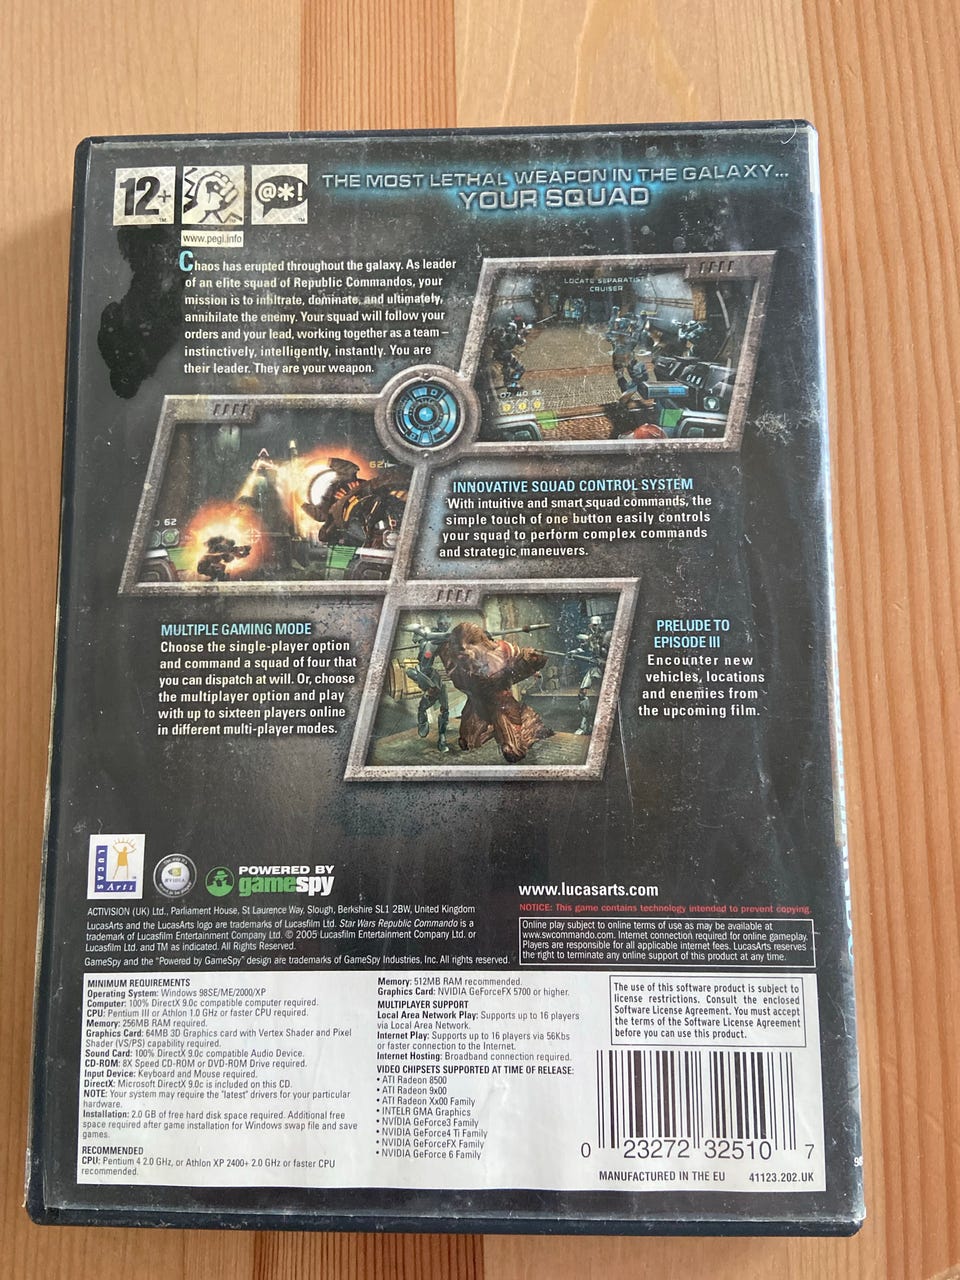 12+
@*!
www.pegi.info
THE MOST LETHAL WEAPON IN THE GALAXY...
YOUR SQUAD
Chaos has erupted throughout the galaxy. As leader
of an elite squad of Republic Commandos, your
mission is to infiltrate, dominate, and ultimately,
annihilate the enemy. Your squad will follow your
orders and your lead, working together as a team –
instinctively, intelligently, instantly. You are
their leader. They are your weapon.
LOCATE SEPARATIST
CRUISER
62
INNOVATIVE SQUAD CONTROL SYSTEM
With intuitive and smart squad commands, the
simple touch of one button easily controls
your squad to perform complex commands
and strategic maneuvers.
MULTIPLE GAMING MODE
Choose the single-player option
and command a squad of four that
you can dispatch at will. Or, choose
the multiplayer option and play
with up to sixteen players online
in different multi-player modes.
PRELUDE TO
EPISODE III
Encounter new
vehicles, locations
and enemies from
the upcoming film.
LUCAS
Arts
NVIDIA
POWERED BY
gamespy
www.lucasarts.com
NOTICE: This game contains technology intended to prevent copying.
ACTIVISION (UK) Ltd., Parliament House, St Laurence Way, Slough, Berkshire SL1 2BW, United Kingdom
LucasArts and the LucasArts logo are trademarks of Lucasfilm Ltd. Star Wars Republic Commando is a
trademark of Lucasfilm Entertainment Company Ltd. © 2005 Lucasfilm Entertainment Company Ltd. or
Lucasfilm Ltd. and TM as indicated. All Rights Reserved.
GameSpy and the "Powered by GameSpy" design are trademarks of GameSpy Industries, Inc. All rights reserved.
Online play subject to online terms of use as may be available at
www.swcommando.com. Internet connection required for online gameplay.
Players are responsible for all applicable internet fees. LucasArts reserves
the right to terminate any online support of this product at any time.
MINIMUM REQUIREMENTS
Operating System: Windows 98SE/ME/2000/XP
Computer: 100% DirectX 9.0c compatible computer required.
CPU: Pentium III or Athlon 1.0 GHz or faster CPU required.
Memory: 256MB RAM required.
Graphics Card: 64MB 3D Graphics card with Vertex Shader and Pixel
Shader (VS/PS) capability required.
Sound Card: 100% DirectX 9.0c compatible Audio Device.
CD-ROM: 8X Speed CD-ROM or DVD-ROM Drive required.
Input Device: Keyboard and Mouse required.
DirectX: Microsoft DirectX 9.0c is included on this CD.
NOTE: Your system may require the "latest" drivers for your particular
hardware.
Installation: 2.0 GB of free hard disk space required. Additional free
space required after game installation for Windows swap file and save
games.
RECOMMENDED
CPU: Pentium 4 2.0 GHz, or Athlon XP 2400+ 2.0 GHz or faster CPU
recommended.
Memory: 512MB RAM recommended.
Graphics Card: NVIDIA GeForceFX 5700 or higher.
MULTIPLAYER SUPPORT
Local Area Network Play: Supports up to 16 players
via Local Area Network.
Internet Play: Supports up to 16 players via 56Kbs
or faster connection to the Internet.
Internet Hosting: Broadband connection required.
VIDEO CHIPSETS SUPPORTED AT TIME OF RELEASE:
• ATI Radeon 8500
• ATI Radeon 9x00
• ATI Radeon Xx00 Family
• INTELR GMA Graphics
• NVIDIA GeForce3 Family
• NVIDIA GeForce4 Ti Family
• NVIDIA GeForceFX Family
• NVIDIA GeForce 6 Family
The use of this software product is subject to
license restrictions. Consult the enclosed
Software License Agreement. You must accept
the terms of the Software License Agreement
before you can use this product.
0 23272 32510 7
MANUFACTURED IN THE EU 41123.202.UK